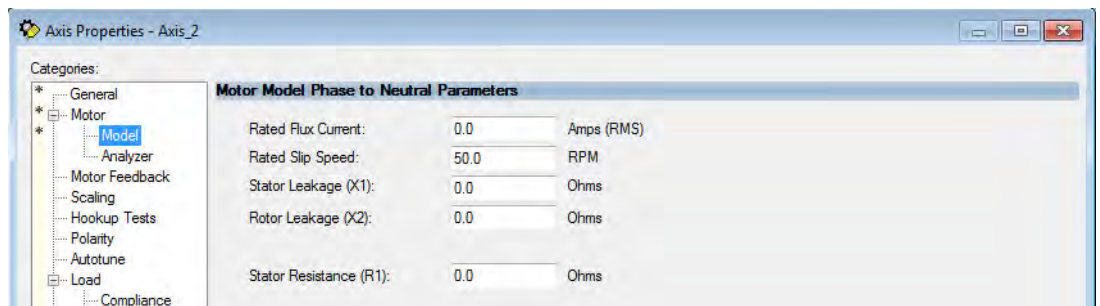 Axis Properties - Axis_2
Categories:
* General
* Motor
* Model
Analyzer
Motor Feedback
Scaling
Hookup Tests
Polarity
Autotune
Load
Compliance
Motor Model Phase to Neutral Parameters
Rated Flux Current: 0.0 Amps (RMS)
Rated Slip Speed: 50.0 RPM
Stator Leakage (X1): 0.0 Ohms
Rotor Leakage (X2): 0.0 Ohms
Stator Resistance (R1): 0.0 Ohms